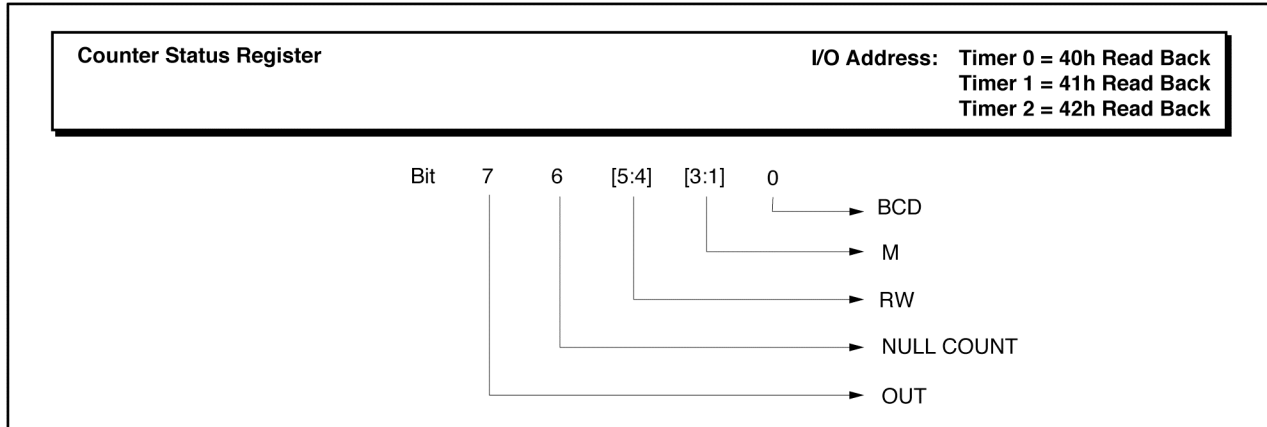 Counter Status Register
I/O Address: Timer 0 = 40h Read Back
Timer 1 = 41h Read Back
Timer 2 = 42h Read Back
Bit 7 6 [5:4] [3:1] 0
BCD
M
RW
NULL COUNT
OUT